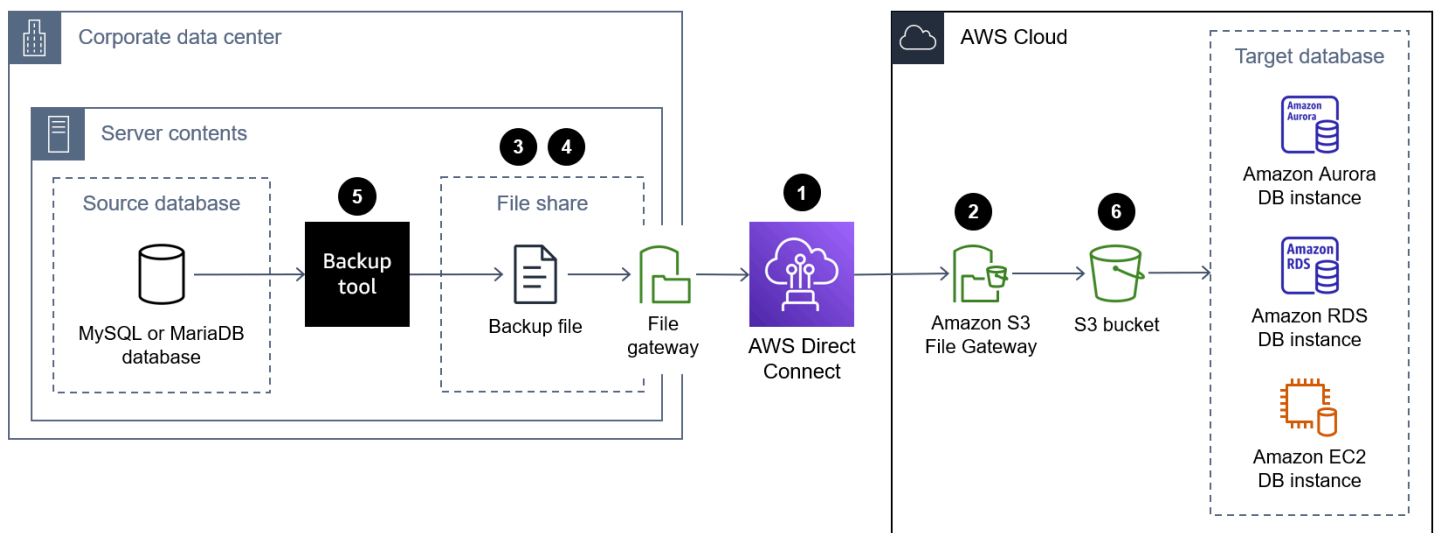 Corporate data center
Server contents
Source database
MySQL or MariaDB
database
5
Backup
tool
3
4
File share
Backup file
File
gateway
1
AWS Direct
Connect
AWS Cloud
2
Amazon S3
File Gateway
6
S3 bucket
Target database
Amazon
Aurora
Amazon Aurora
DB instance
Amazon
RDS
Amazon RDS
DB instance
Amazon EC2
DB instance